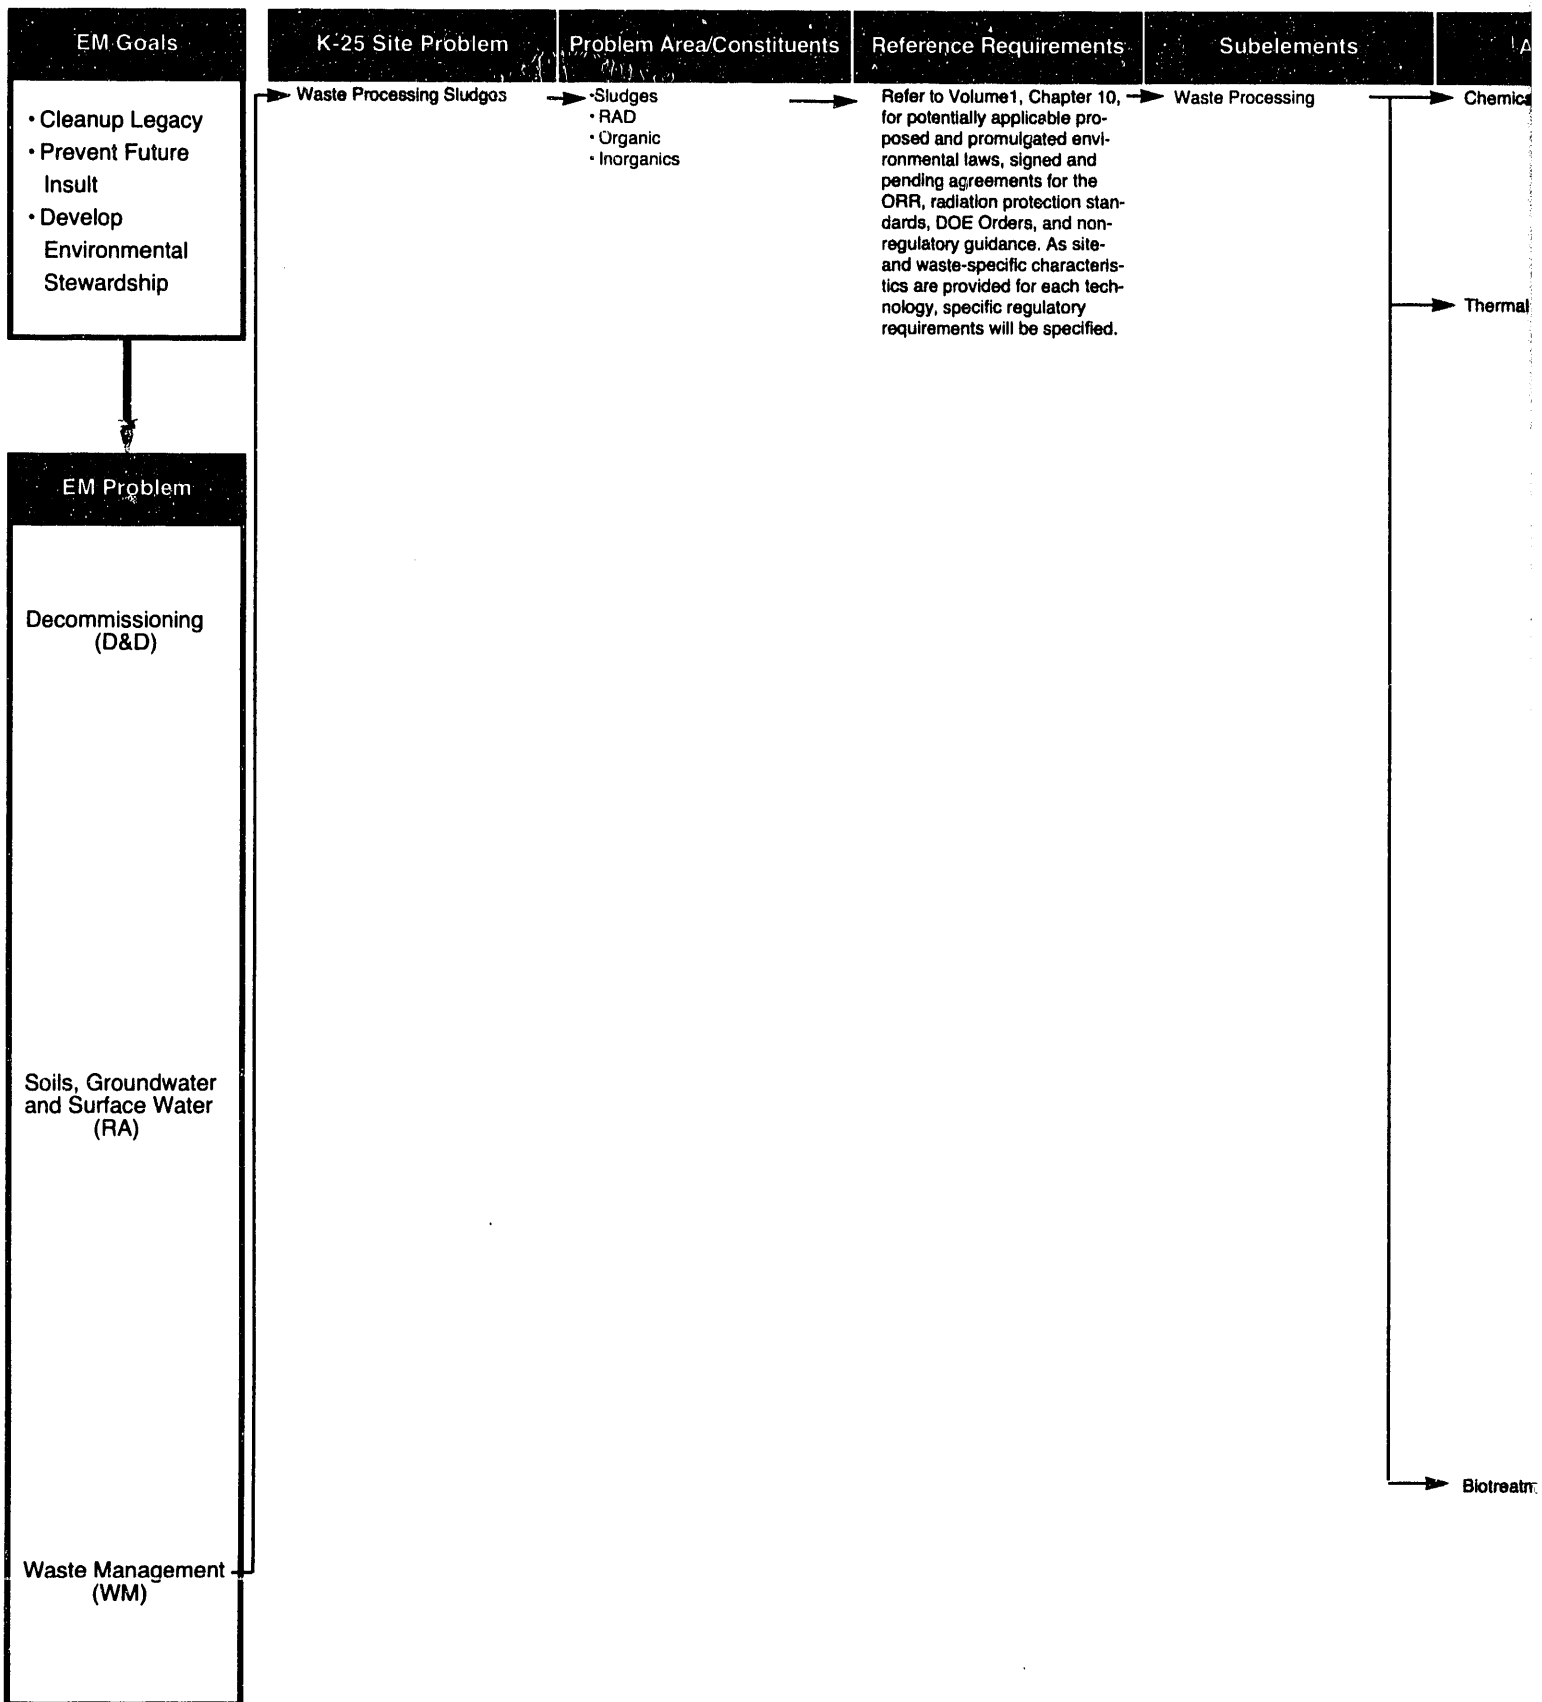 EM Goals
• Cleanup Legacy
• Prevent Future
Insult
• Develop
Environmental
Stewardship
EM Problem
Decommissioning
(D&D)
Soils, Groundwater
and Surface Water
(RA)
Waste Management
(WM)
K-25 Site Problem
Waste Processing Sludges
Problem Area/Constituents
•Sludges
• RAD
• Organic
• Inorganics
Reference Requirements
Refer to Volume1, Chapter 10,
for potentially applicable pro-
posed and promulgated envi-
ronmental laws, signed and
pending agreements for the
ORR, radiation protection stan-
dards, DOE Orders, and non-
regulatory guidance. As site-
and waste-specific characteris-
tics are provided for each tech-
nology, specific regulatory
requirements will be specified.
Subelements
Waste Processing
A
Chemica
Thermal
Biotreatm